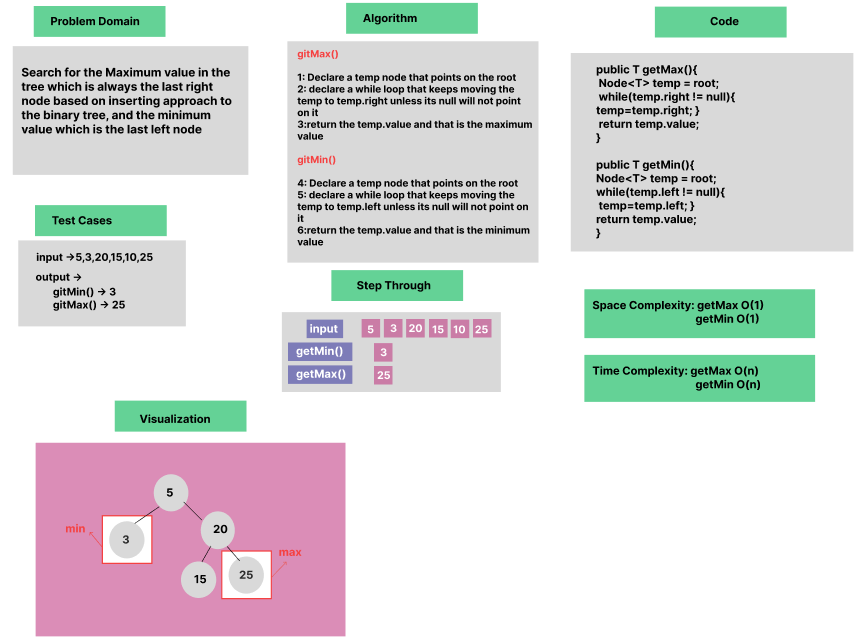 Problem Domain
Search for the Maximum value in the
tree which is always the last right
node based on inserting approach to
the binary tree, and the minimum
value which is the last left node
Test Cases
input →5,3,20,15,10,25
output →
gitMin() → 3
gitMax() → 25
Algorithm
gitMax()
1: Declare a temp node that points on the root
2: declare a while loop that keeps moving the
temp to temp.right unless its null will not point
on it
3:return the temp.value and that is the maximum
value
gitMin()
4: Declare a temp node that points on the root
5: declare a while loop that keeps moving the
temp to temp.left unless its null will not point on
it
6:return the temp.value and that is the minimum
value
Step Through
input 5 3 20 15 10 25
getMin() 3
getMax() 25
Code
public T getMax(){
Node<T> temp = root;
while(temp.right != null){
temp=temp.right; }
return temp.value;
}
public T getMin(){
Node<T> temp = root;
while(temp.left != null){
temp=temp.left; }
return temp.value;
}
Space Complexity: getMax O(1)
getMin O(1)
Time Complexity: getMax O(n)
getMin O(n)
Visualization
5
min
3
20
max
15
25